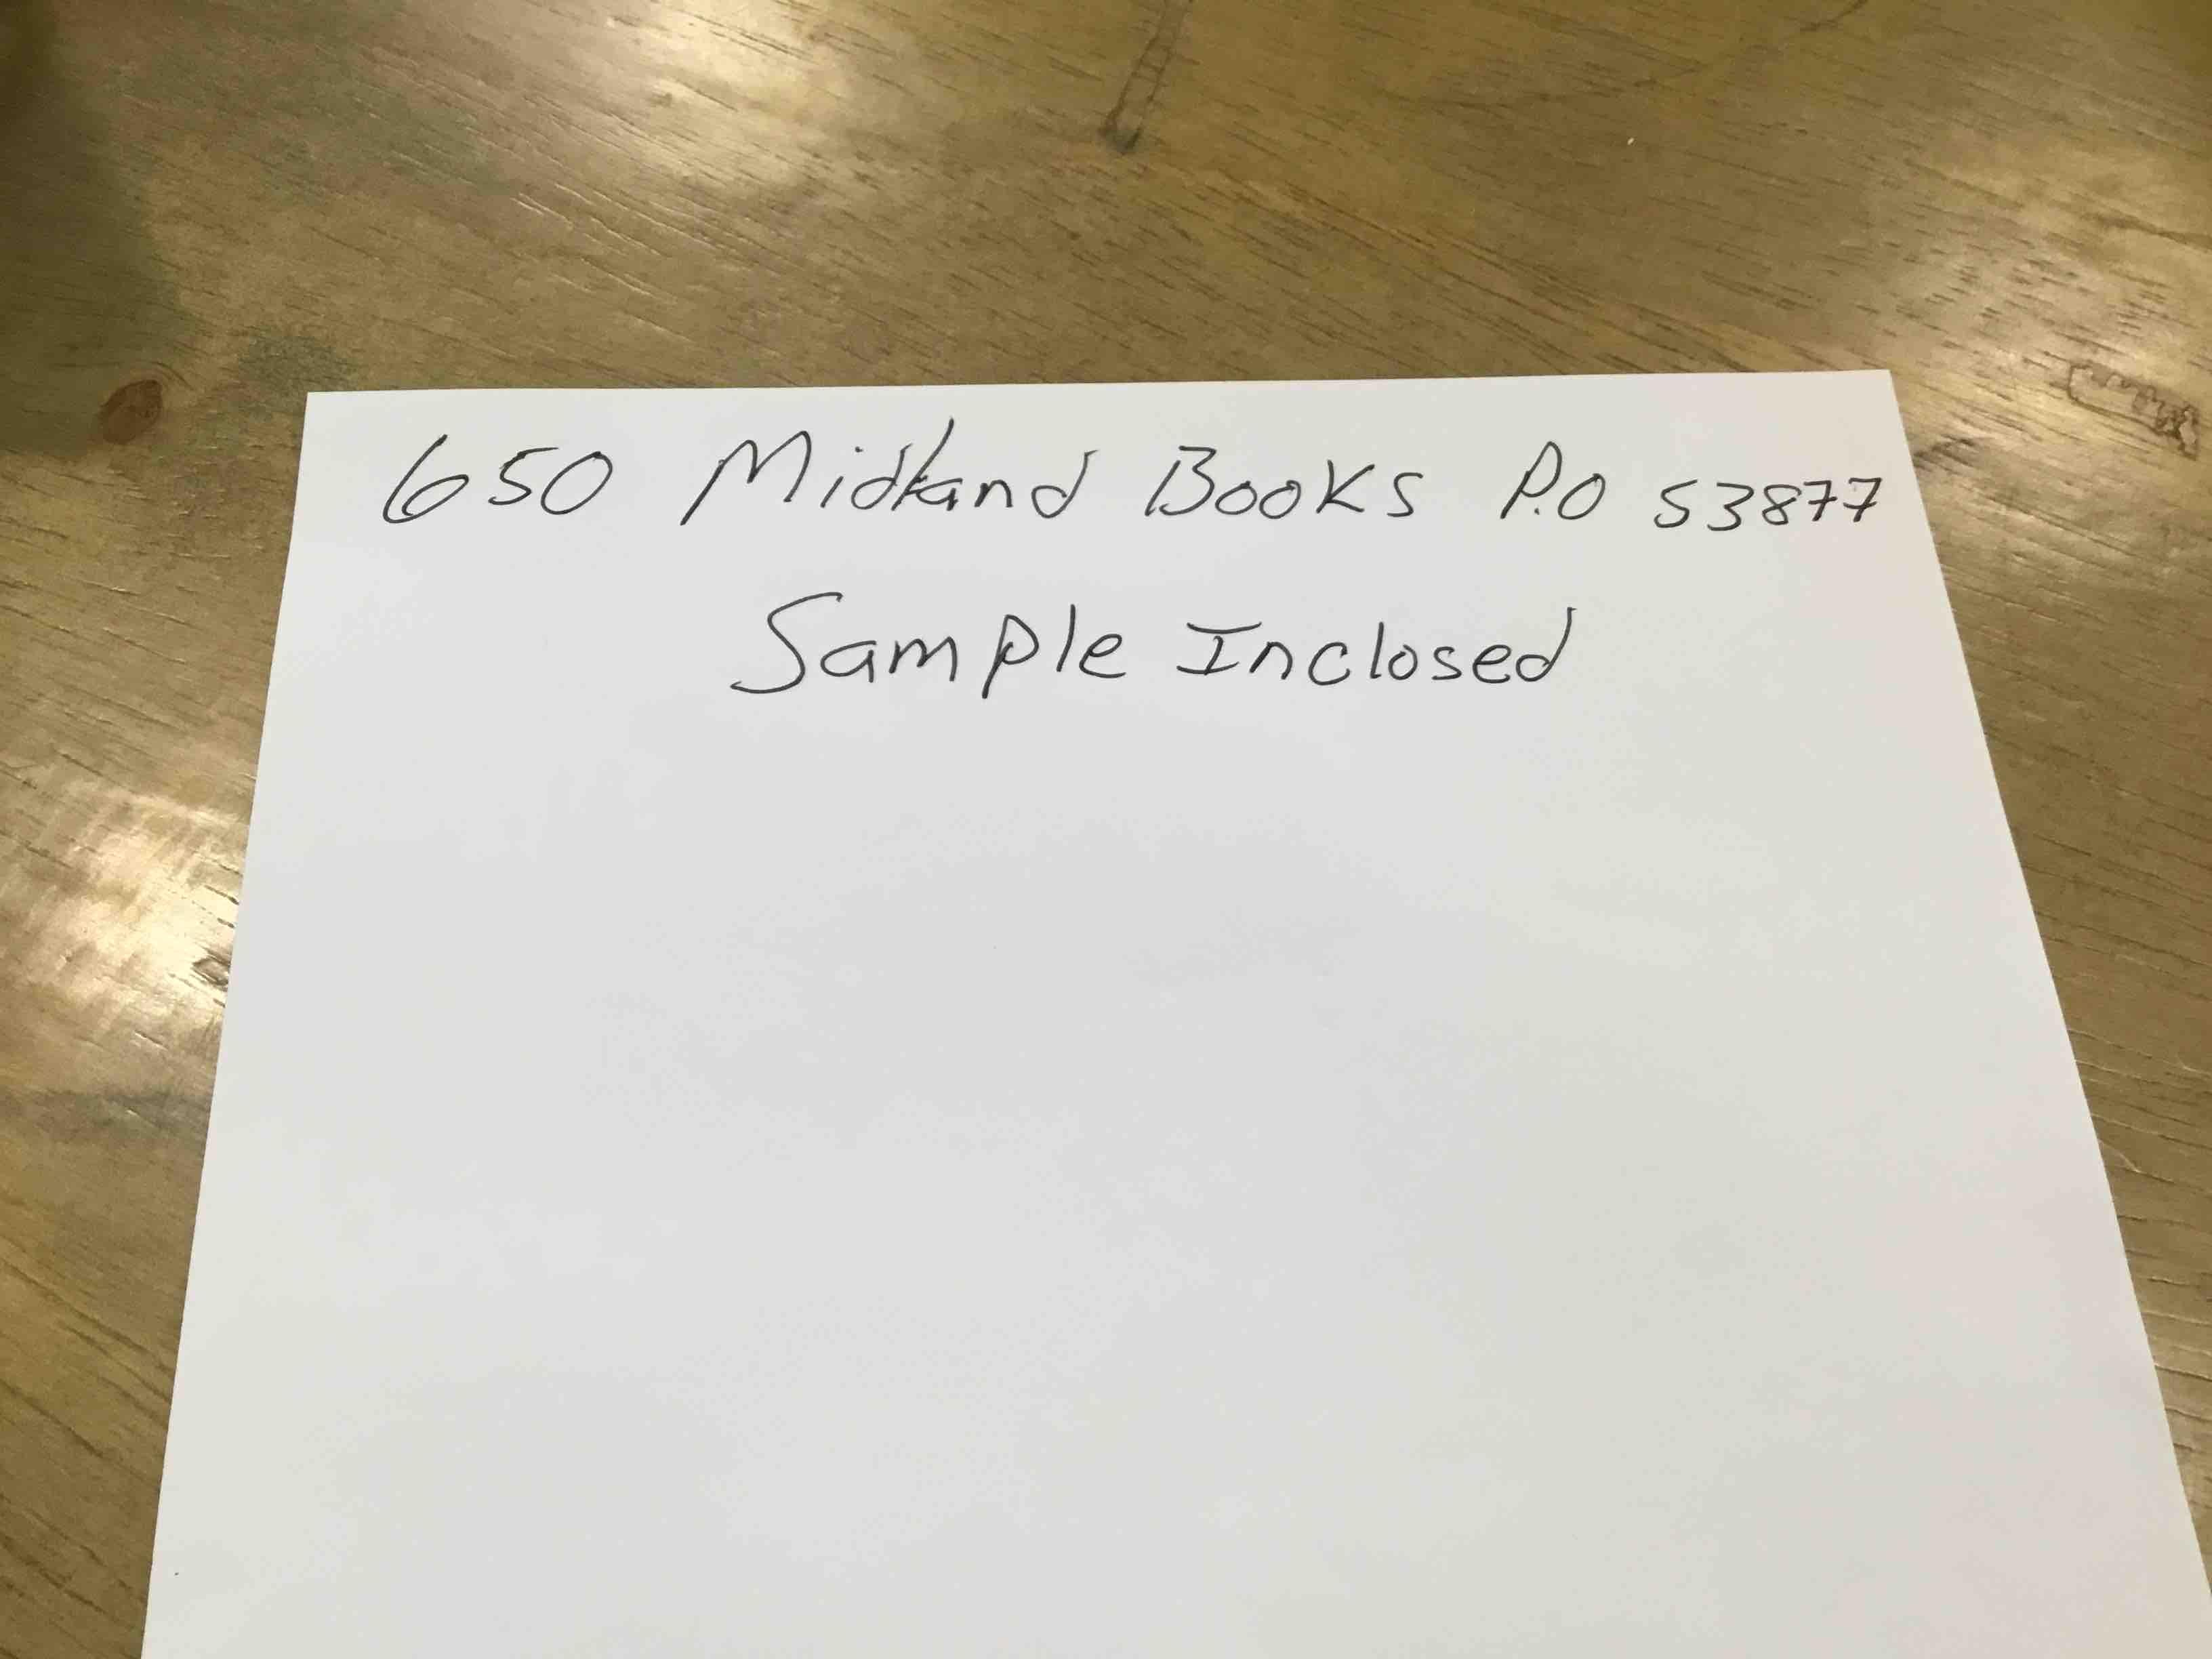 650 Midland Books P.O 53877
Sample Inclosed